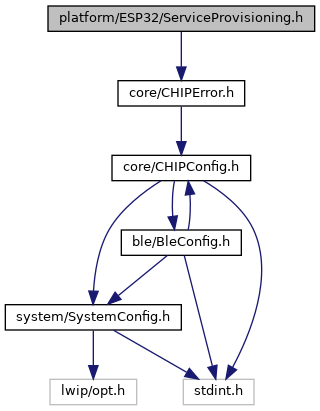 platform/ESP32/ServiceProvisioning.h
core/CHIPError.h
core/CHIPConfig.h
ble/BleConfig.h
system/SystemConfig.h
lwip/opt.h
stdint.h